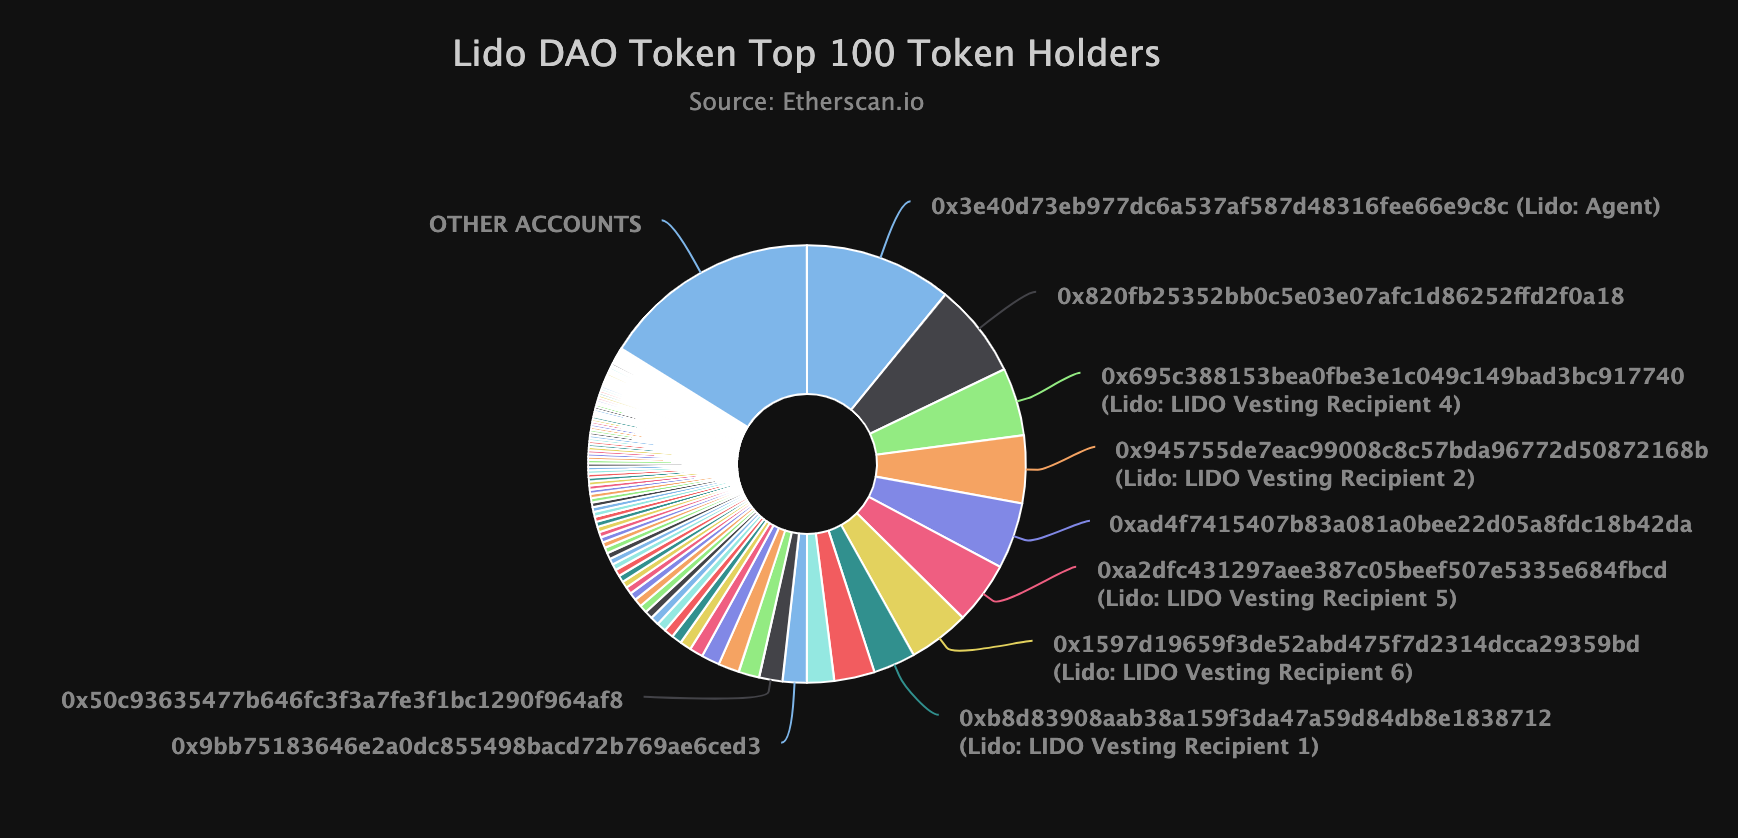 Lido DAO Token Top 100 Token Holders
Source: Etherscan.io
OTHER ACCOUNTS
0x3e40d73eb977dc6a537af587d48316fee66e9c8c (Lido: Agent)
0x820fb25352bb0c5e03e07afc1d86252ffd2f0a18
0x695c388153bea0fbe3e1c049c149bad3bc917740
(Lido: LIDO Vesting Recipient 4)
0x945755de7eac99008c8c57bda96772d50872168b
(Lido: LIDO Vesting Recipient 2)
0xad4f7415407b83a081a0bee22d05a8fdc18b42da
0xa2dfc431297aee387c05beef507e5335e684fbcd
(Lido: LIDO Vesting Recipient 5)
0x1597d19659f3de52abd475f7d2314dcca29359bd
(Lido: LIDO Vesting Recipient 6)
0xb8d83908aab38a159f3da47a59d84db8e1838712
(Lido: LIDO Vesting Recipient 1)
0x50c93635477b646fc3f3a7fe3f1bc1290f964af8
0x9bb75183646e2a0dc855498bacd72b769ae6ced3